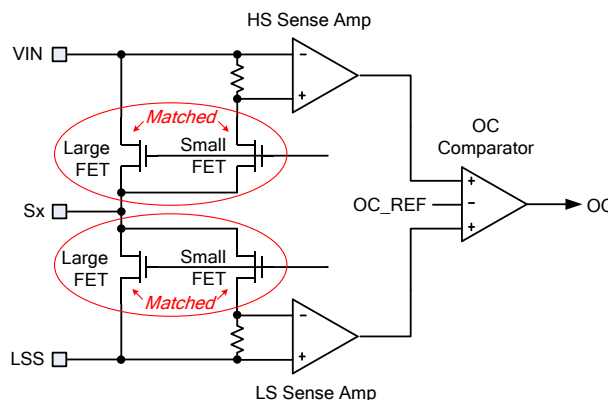 HS Sense Amp
VIN
−
+
Matched
Large
FET
Small
FET
OC
Comparator
+
OC_REF
−
+
OC
Sx
Large
FET
Small
FET
Matched
−
+
LSS
LS Sense Amp